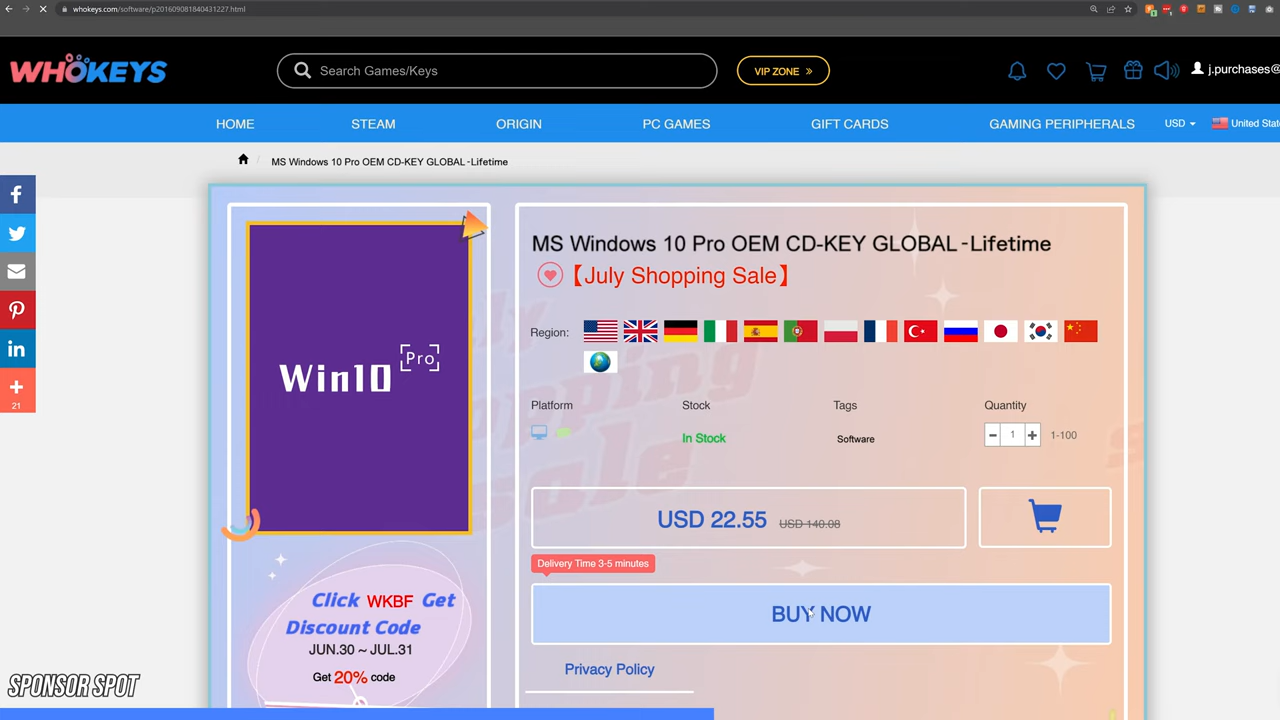 whokeys.com/software/p201609081840431227.html
WHOKEYS
Search Games/Keys
VIP ZONE »
j.purchases@
HOME STEAM ORIGIN PC GAMES GIFT CARDS GAMING PERIPHERALS USD United Stat
MS Windows 10 Pro OEM CD-KEY GLOBAL -Lifetime
MS Windows 10 Pro OEM CD-KEY GLOBAL -Lifetime
【July Shopping Sale】
Region:
Win10 Pro
Platform Stock Tags Quantity
In Stock Software 1 1-100
21
USD 22.55 USD 140.08
Delivery Time 3-5 minutes
BUY NOW
Click WKBF Get
Discount Code
JUN.30 ~ JUL.31
Get 20% code
Privacy Policy
SPONSOR SPOT